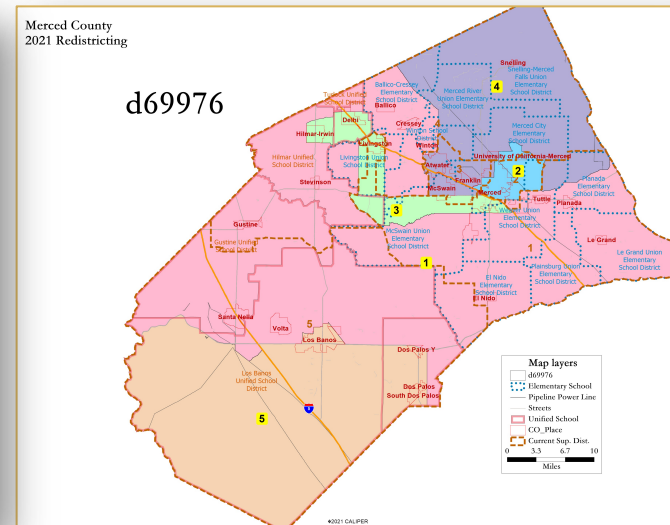 Merced County
2021 Redistricting
d69976
Snelling
Snelling-Merced
Falls Union
Elementary
School District
4
Ballico-Cressey
Elementary
School District
Ballico
Merced River
Union Elementary
School District
Turlock Unified
School District
Delhi
Cressey
Merced City
Elementary
School District
Hilmar-Irwin
Winton School
District
Winton
Livingston
Hilmar Unified
School District
Livingston Union
School District
University of California-Merced
Atwater
2
Franklin
Planada
Elementary
School District
Stevinson
McSwain
Merced
Tuttle
Planada
3
Weaver Union
Elementary
School District
Gustine
McSwain Union
Elementary
School District
Le Grand
Gustine Unified
School District
1
1
Le Grand Union
Elementary
School District
Plainsburg Union
Elementary
School District
El Nido
Elementary
School District
El Nido
Santa Nella
Volta
5
Los Banos
Dos Palos Y
Los Banos
Unified School
District
Dos Palos
South Dos Palos
5
Map layers
d69976
Elementary School
Pipeline Power Line
Streets
Unified School
CO_Place
Current Sup. Dist.
0 3.3 6.7 10
Miles
©2021 CALIPER